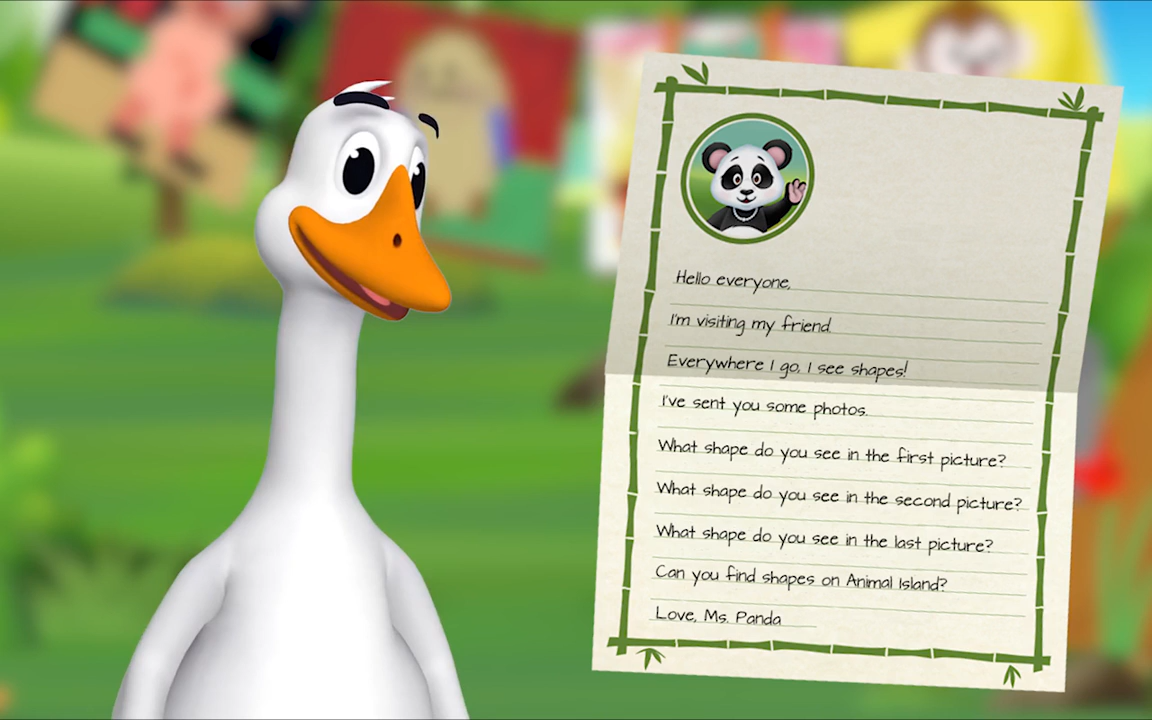 Hello everyone,
I'm visiting my friend.
Everywhere I go, I see shapes!
I've sent you some photos.
What shape do you see in the first picture?
What shape do you see in the second picture?
What shape do you see in the last picture?
Can you find shapes on Animal Island?
Love, Ms. Panda